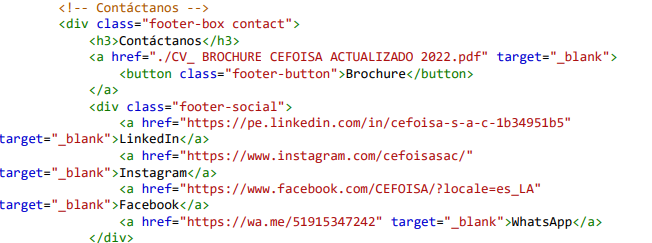 <!-- Contáctanos -->
<div class="footer-box contact">
<h3>Contáctanos</h3>
<a href="./CV_ BROCHURE CEFOISA ACTUALIZADO 2022.pdf" target="_blank">
<button class="footer-button">Brochure</button>
</a>
<div class="footer-social">
<a href="https://pe.linkedin.com/in/cefoisa-s-a-c-1b34951b5"
target="_blank">LinkedIn</a>
<a href="https://www.instagram.com/cefoisasac/"
target="_blank">Instagram</a>
<a href="https://www.facebook.com/CEFOISA/?locale=es_LA"
target="_blank">Facebook</a>
<a href="https://wa.me/51915347242" target="_blank">WhatsApp</a>
</div>